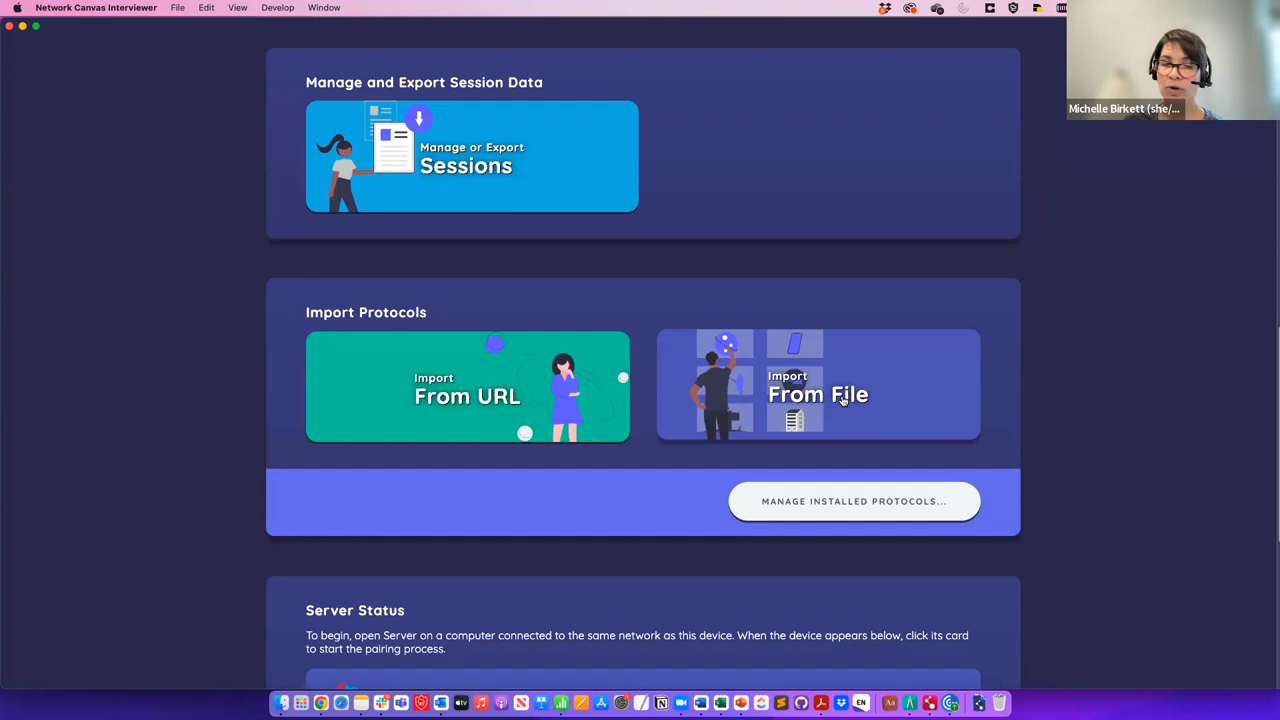 Network Canvas Interviewer File Edit View Develop Window
Michelle Birkett (she/...
Manage and Export Session Data
Manage or Export
Sessions
Import Protocols
Import
From URL
Import
From File
MANAGE INSTALLED PROTOCOLS...
Server Status
To begin, open Server on a computer connected to the same network as this device. When the device appears below, click its card
to start the pairing process.
EN
Aa